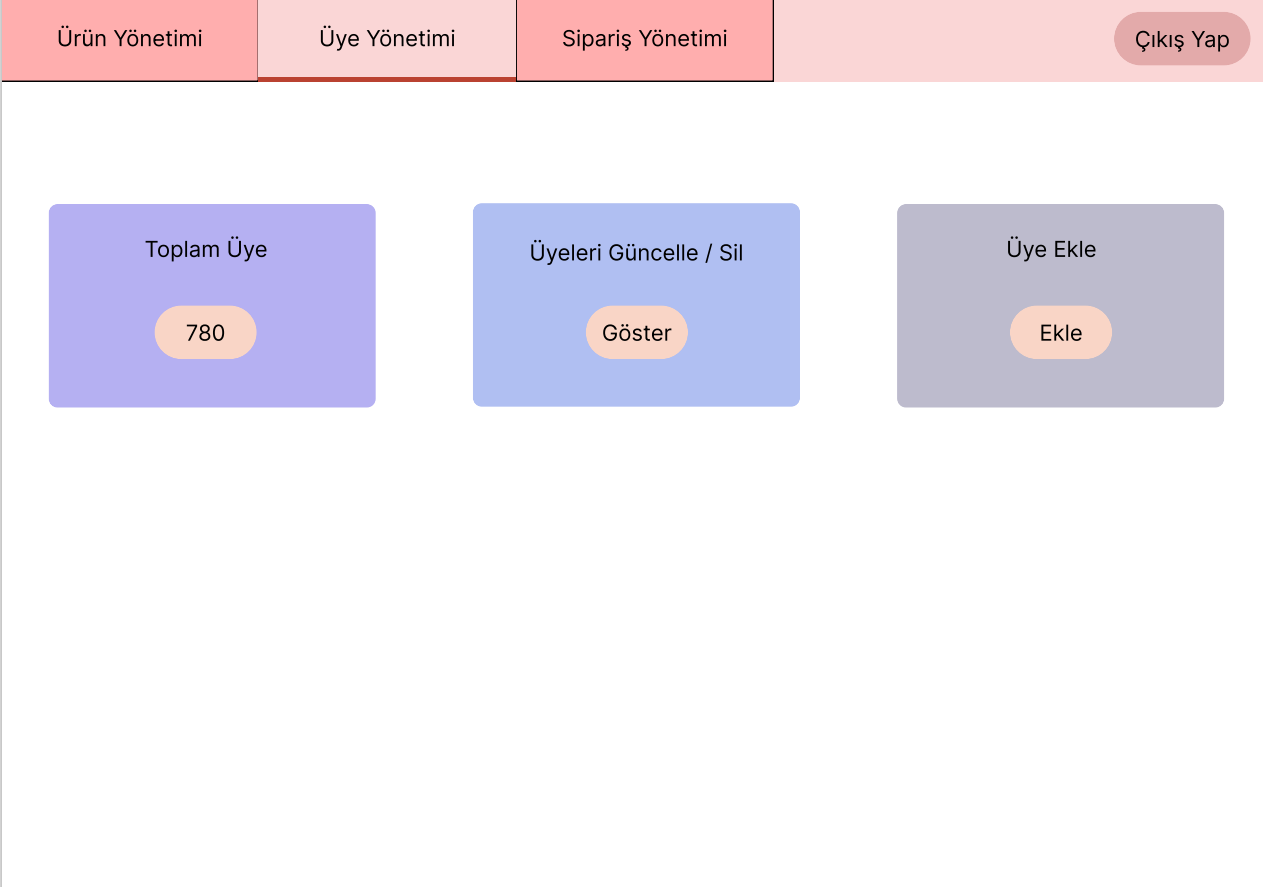 Ürün Yönetimi
Üye Yönetimi
Sipariş Yönetimi
Çıkış Yap
Toplam Üye
780
Üyeleri Güncelle / Sil
Göster
Üye Ekle
Ekle